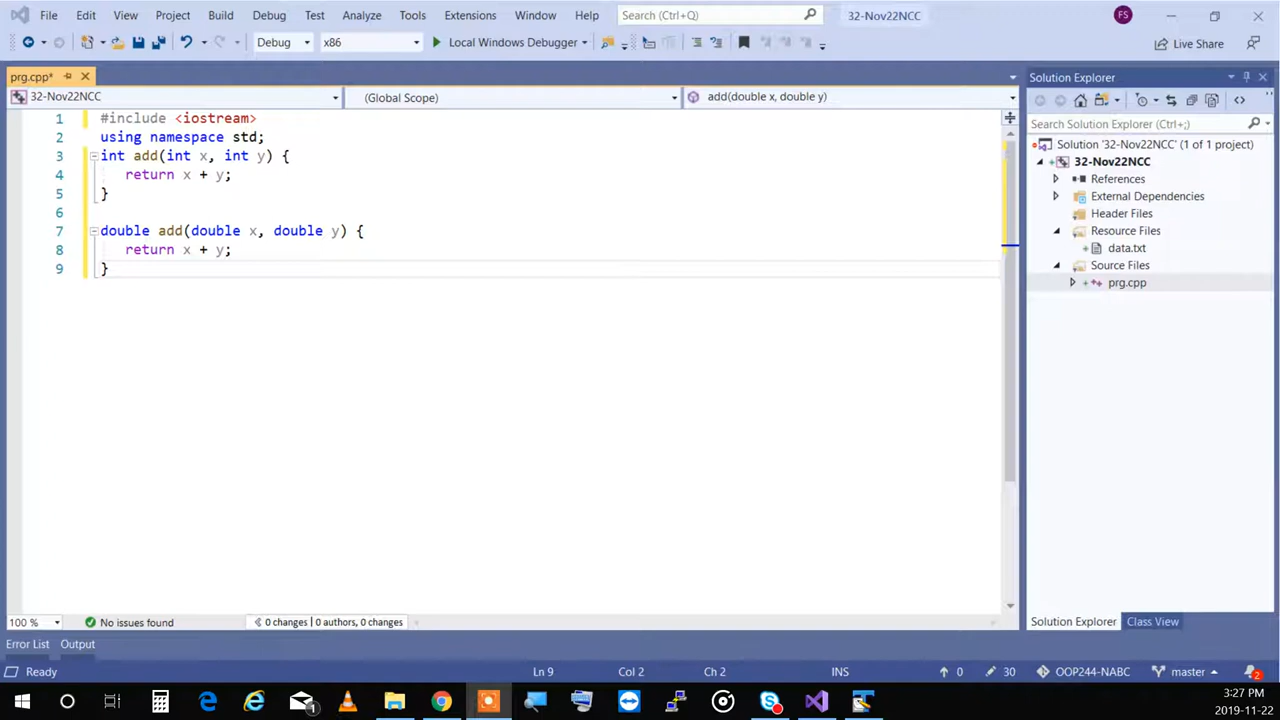 File Edit View Project Build Debug Test Analyze Tools Extensions Window Help Search (Ctrl+Q) 32-Nov22NCC FS
Debug x86 Local Windows Debugger Live Share
prg.cpp*
32-Nov22NCC (Global Scope) add(double x, double y)
1 #include <iostream>
2 using namespace std;
3 int add(int x, int y) {
4 return x + y;
5 }
6
7 double add(double x, double y) {
8 return x + y;
9 }
Solution Explorer
Search Solution Explorer (Ctrl+;)
Solution '32-Nov22NCC' (1 of 1 project)
32-Nov22NCC
References
External Dependencies
Header Files
Resource Files
data.txt
Source Files
prg.cpp
100 % No issues found 0 changes | 0 authors, 0 changes
Solution Explorer Class View
Error List Output
Ready Ln 9 Col 2 Ch 2 INS 0 30 OOP244-NABC master 2
1
3:27 PM
2019-11-22